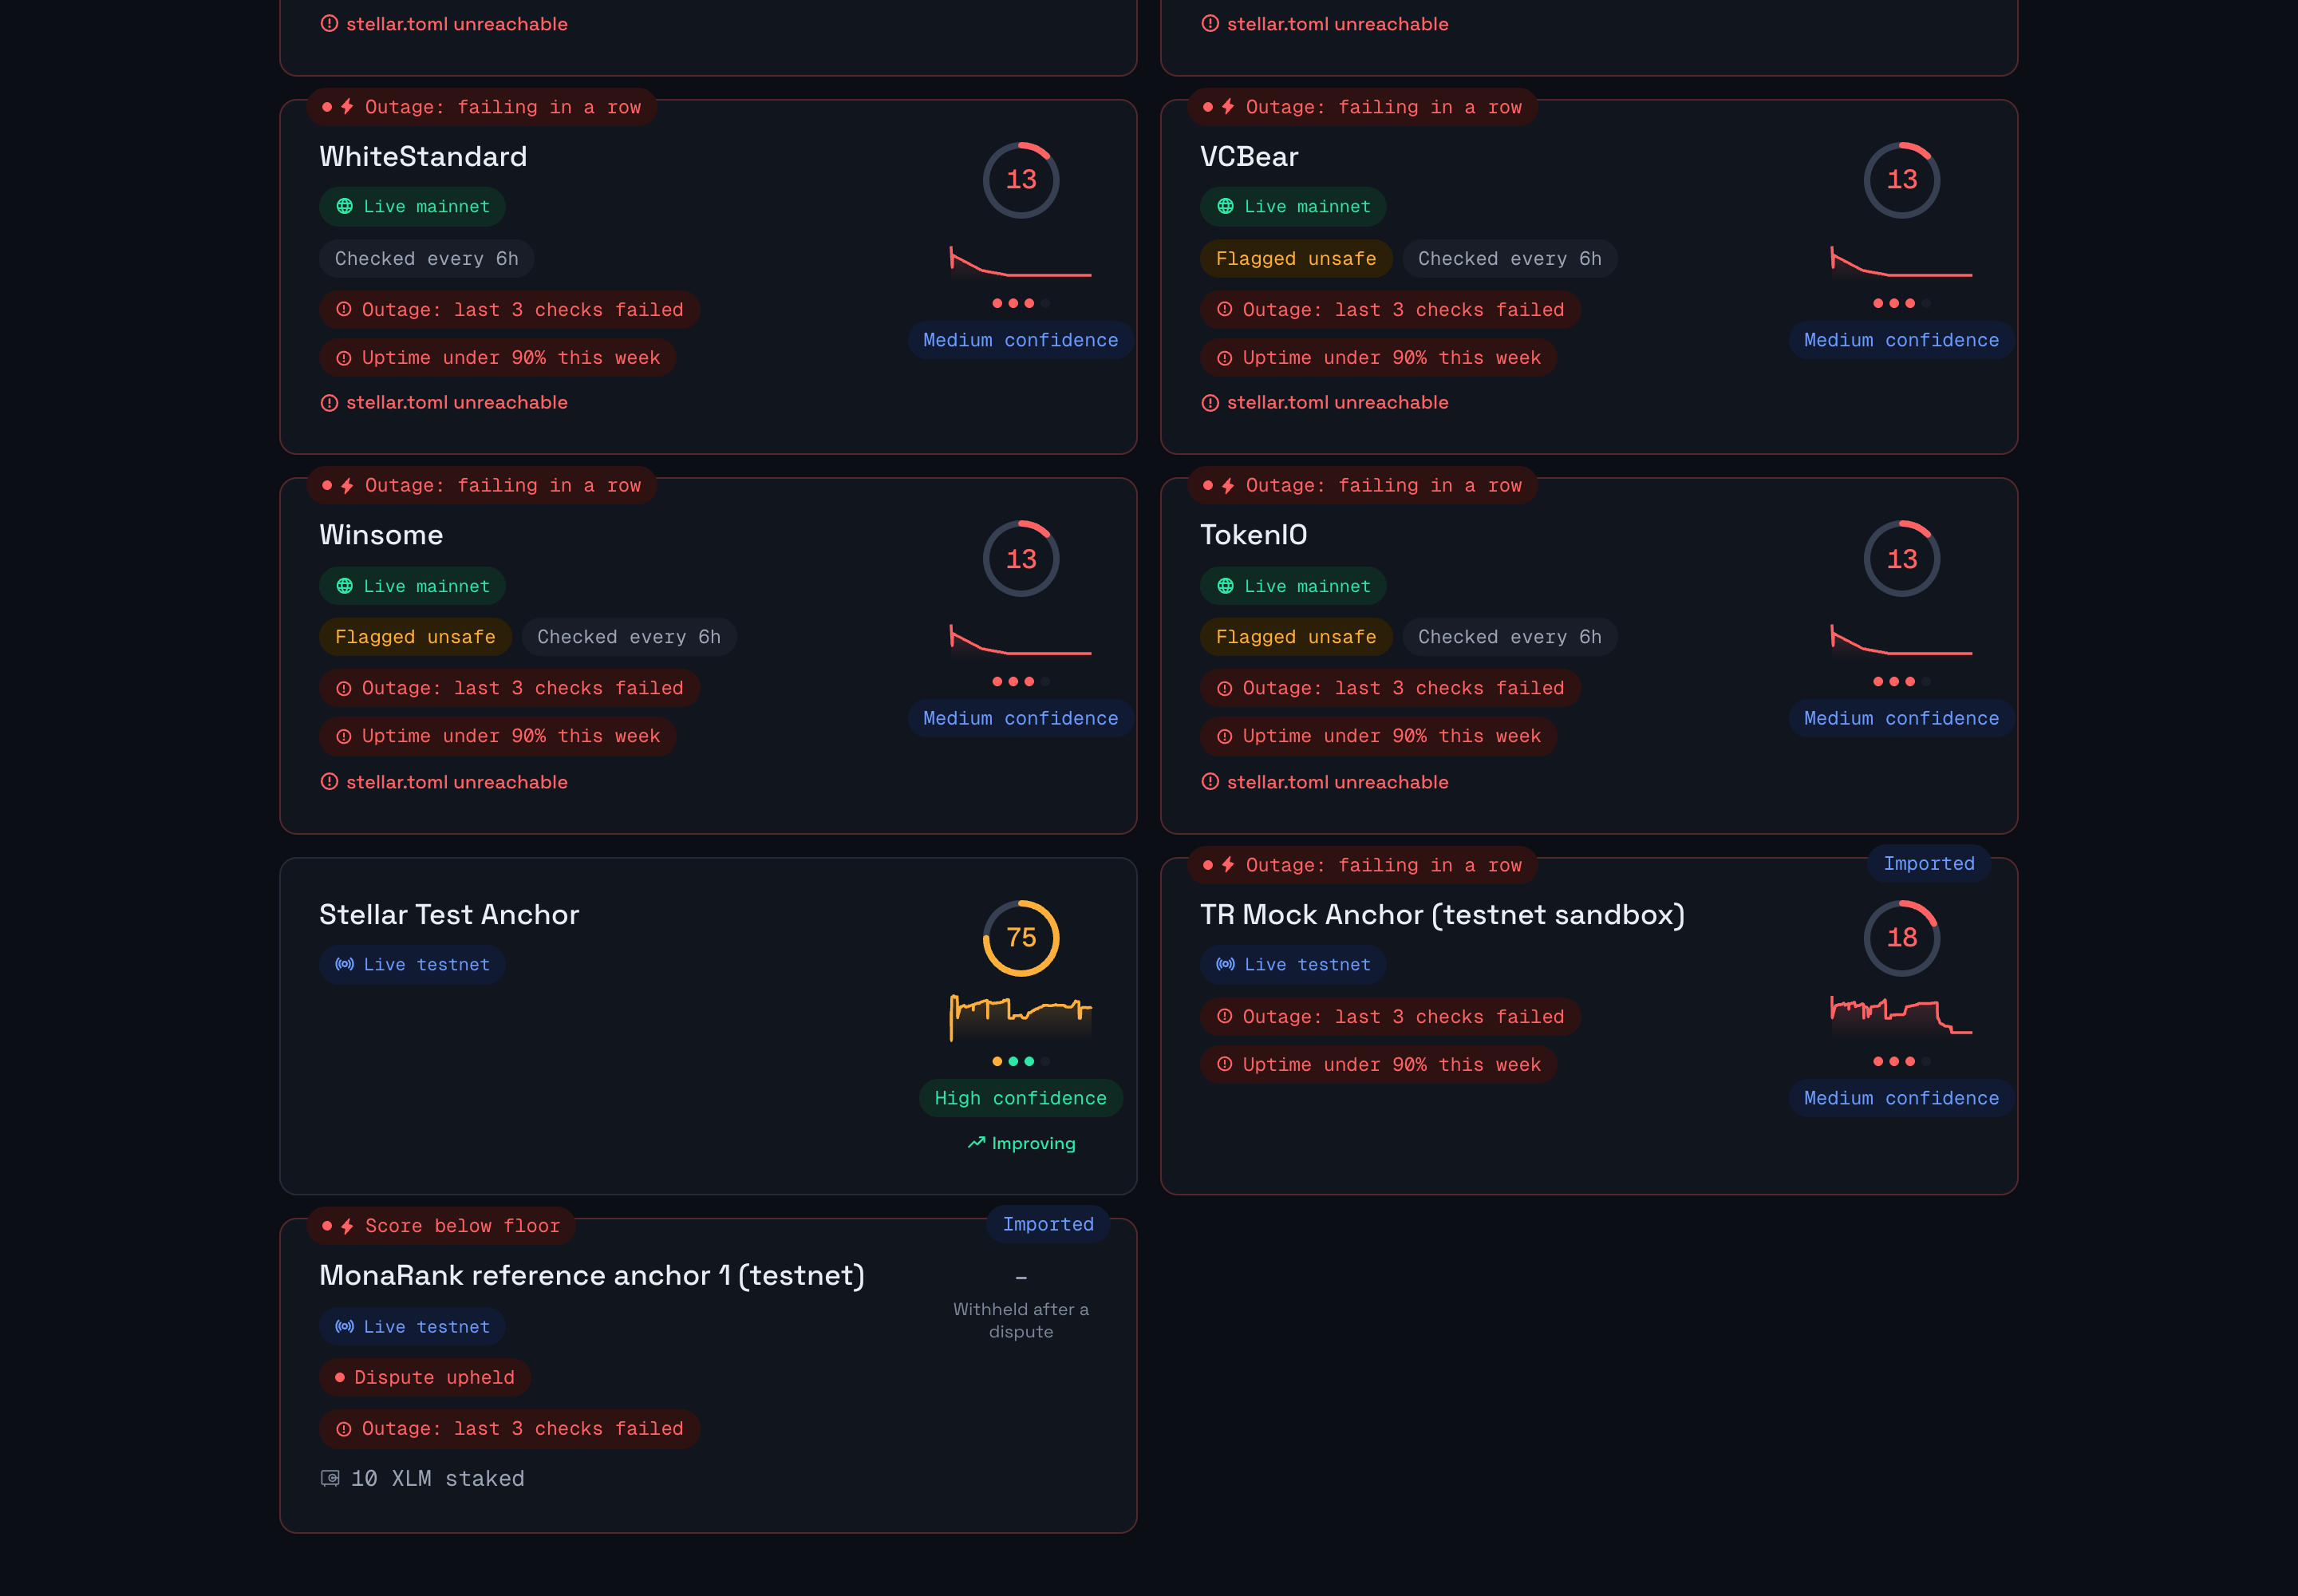 stellar.toml unreachable
stellar.toml unreachable
Outage: failing in a row
WhiteStandard
13
Live mainnet
Checked every 6h
Outage: last 3 checks failed
Medium confidence
Uptime under 90% this week
stellar.toml unreachable
Outage: failing in a row
VCBear
13
Live mainnet
Flagged unsafe Checked every 6h
Outage: last 3 checks failed
Medium confidence
Uptime under 90% this week
stellar.toml unreachable
Outage: failing in a row
Winsome
13
Live mainnet
Flagged unsafe Checked every 6h
Outage: last 3 checks failed
Medium confidence
Uptime under 90% this week
stellar.toml unreachable
Outage: failing in a row
TokenIO
13
Live mainnet
Flagged unsafe Checked every 6h
Outage: last 3 checks failed
Medium confidence
Uptime under 90% this week
stellar.toml unreachable
Stellar Test Anchor
75
Live testnet
High confidence
Improving
Outage: failing in a row
Imported
TR Mock Anchor (testnet sandbox)
18
Live testnet
Outage: last 3 checks failed
Uptime under 90% this week
Medium confidence
Score below floor
Imported
MonaRank reference anchor 1 (testnet)
–
Withheld after a
dispute
Live testnet
Dispute upheld
Outage: last 3 checks failed
10 XLM staked